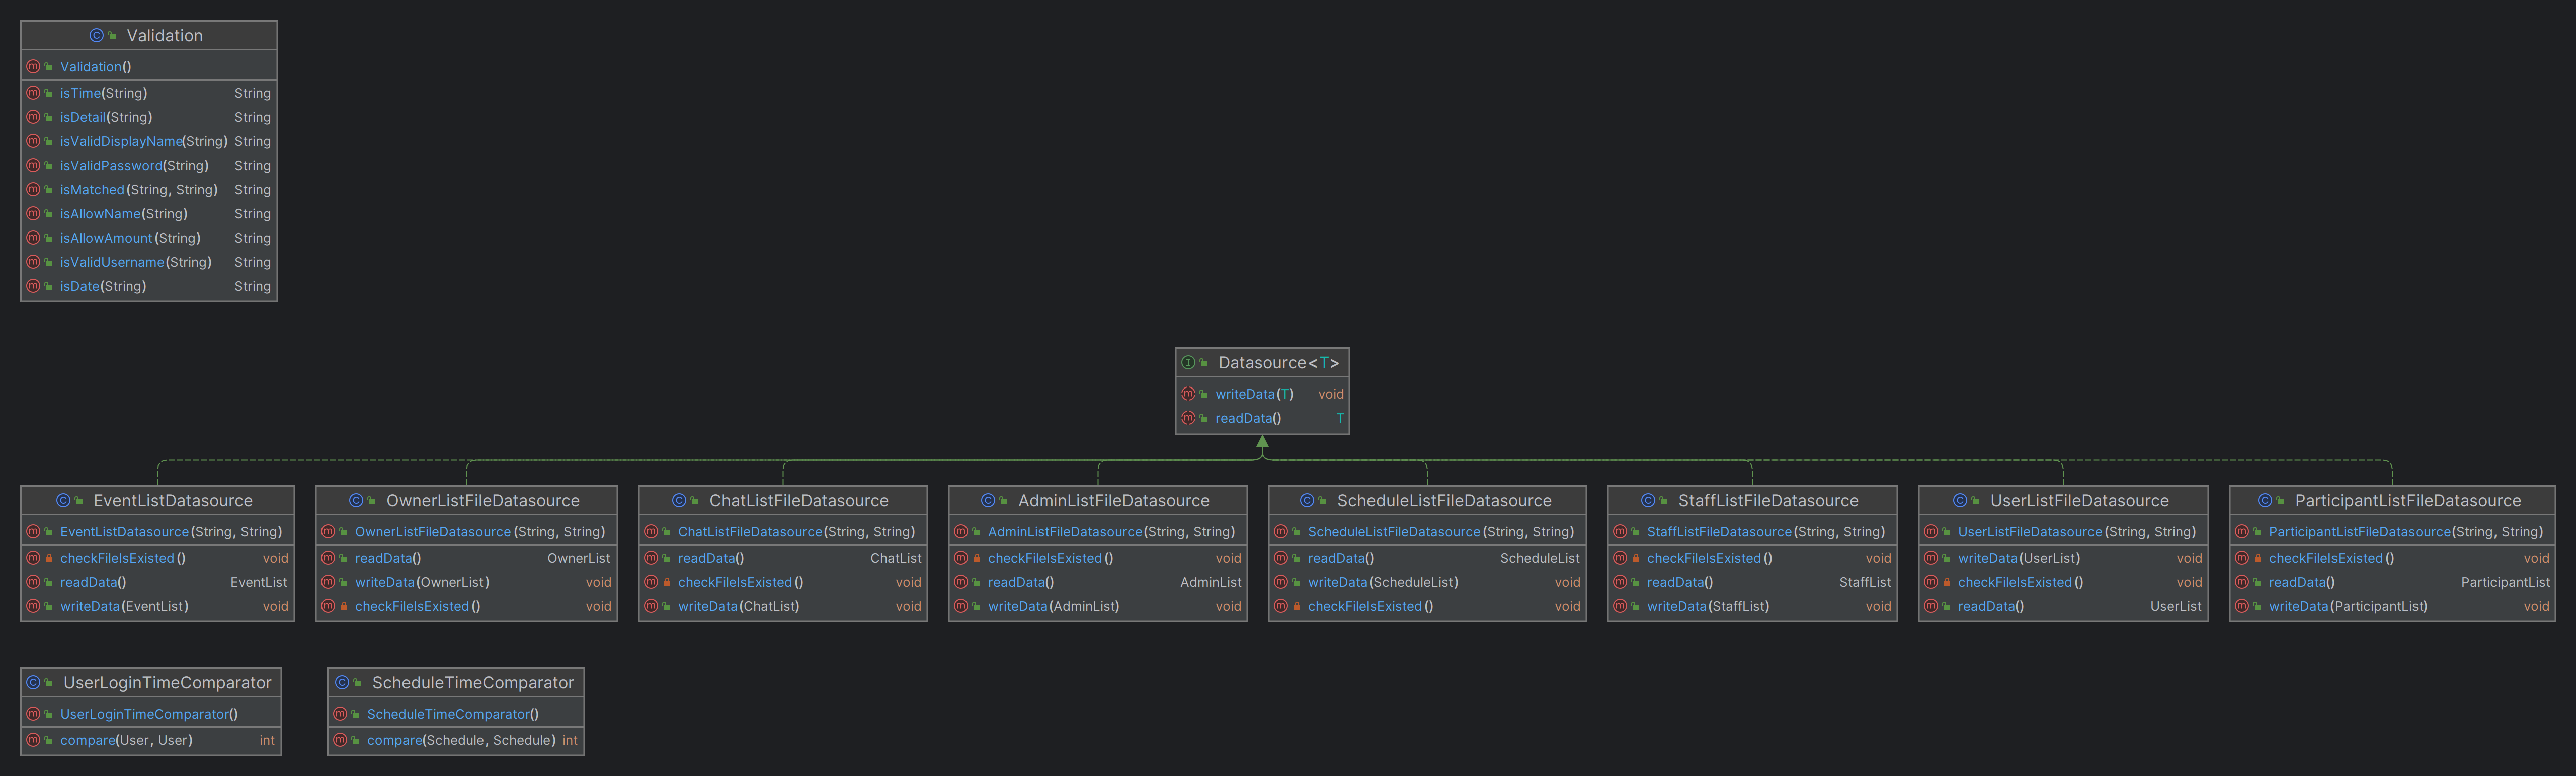 Validation
Validation()
isTime(String) String
isDetail(String) String
isValidDisplayName(String) String
isValidPassword(String) String
isMatched(String, String) String
isAllowName(String) String
isAllowAmount(String) String
isValidUsername(String) String
isDate(String) String
Datasource<T>
writeData(T) void
readData() T
EventListDatasource
EventListDatasource(String, String)
checkFileIsExisted() void
readData() EventList
writeData(EventList) void
OwnerListFileDatasource
OwnerListFileDatasource(String, String)
readData() OwnerList
writeData(OwnerList) void
checkFileIsExisted() void
ChatListFileDatasource
ChatListFileDatasource(String, String)
readData() ChatList
checkFileIsExisted() void
writeData(ChatList) void
AdminListFileDatasource
AdminListFileDatasource(String, String)
checkFileIsExisted() void
readData() AdminList
writeData(AdminList) void
ScheduleListFileDatasource
ScheduleListFileDatasource(String, String)
readData() ScheduleList
writeData(ScheduleList) void
checkFileIsExisted() void
StaffListFileDatasource
StaffListFileDatasource(String, String)
checkFileIsExisted() void
readData() StaffList
writeData(StaffList) void
UserListFileDatasource
UserListFileDatasource(String, String)
writeData(UserList) void
checkFileIsExisted() void
readData() UserList
ParticipantListFileDatasource
ParticipantListFileDatasource(String, String)
checkFileIsExisted() void
readData() ParticipantList
writeData(ParticipantList) void
UserLoginTimeComparator
UserLoginTimeComparator()
compare(User, User) int
ScheduleTimeComparator
ScheduleTimeComparator()
compare(Schedule, Schedule) int